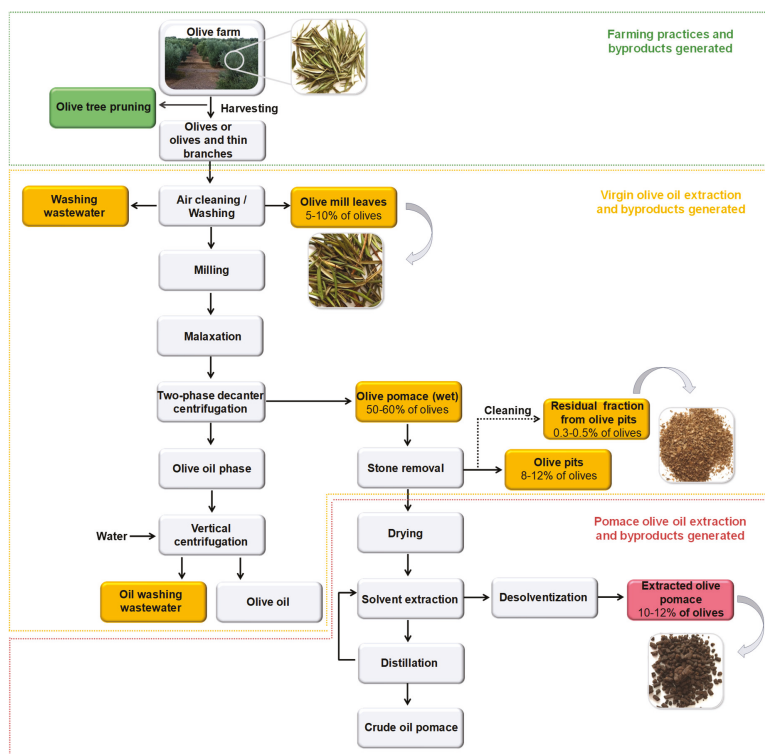 Olive farm
Farming practices and
byproducts generated
Olive tree pruning
Harvesting
Olives or
olives and thin
branches
Virgin olive oil extraction
and byproducts generated
Washing
wastewater
Air cleaning /
Washing
Olive mill leaves
5-10% of olives
Milling
Malaxation
Two-phase decanter
centrifugation
Olive pomace (wet)
50-60% of olives
Cleaning
Residual fraction
from olive pits
0.3-0.5% of olives
Olive oil phase
Stone removal
Olive pits
8-12% of olives
Pomace olive oil extraction
and byproducts generated
Water
Vertical
centrifugation
Drying
Oil washing
wastewater
Olive oil
Solvent extraction
Desolventization
Extracted olive
pomace
10-12% of olives
Distillation
Crude oil pomace